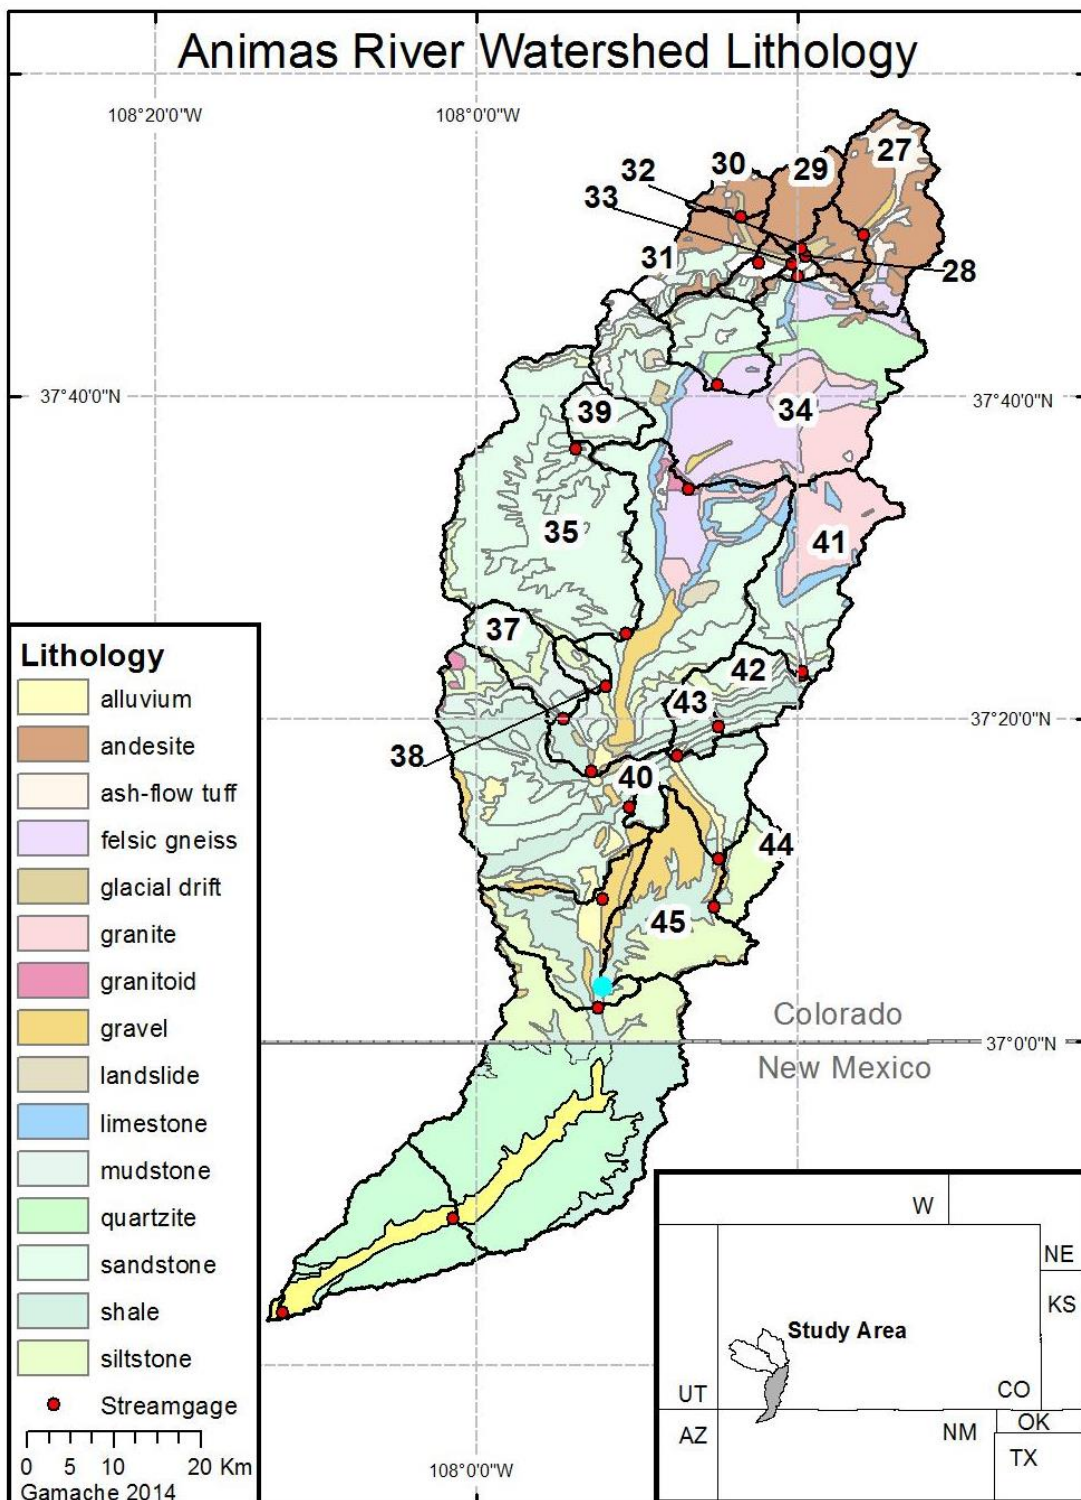 Animas River Watershed Lithology
108°20'0"W
108°0'0"W
27
30
29
32
33
31
28
37°40'0"N
37°40'0"N
39
34
35
41
37
42
43
37°20'0"N
38
40
44
45
Colorado
37°0'0"N
New Mexico
Lithology
alluvium
andesite
ash-flow tuff
felsic gneiss
glacial drift
granite
granitoid
gravel
landslide
limestone
mudstone
quartzite
sandstone
shale
siltstone
Streamgage
0 5 10 20 Km
Gamache 2014
108°0'0"W
W
NE
KS
Study Area
UT
CO
AZ
NM
OK
TX